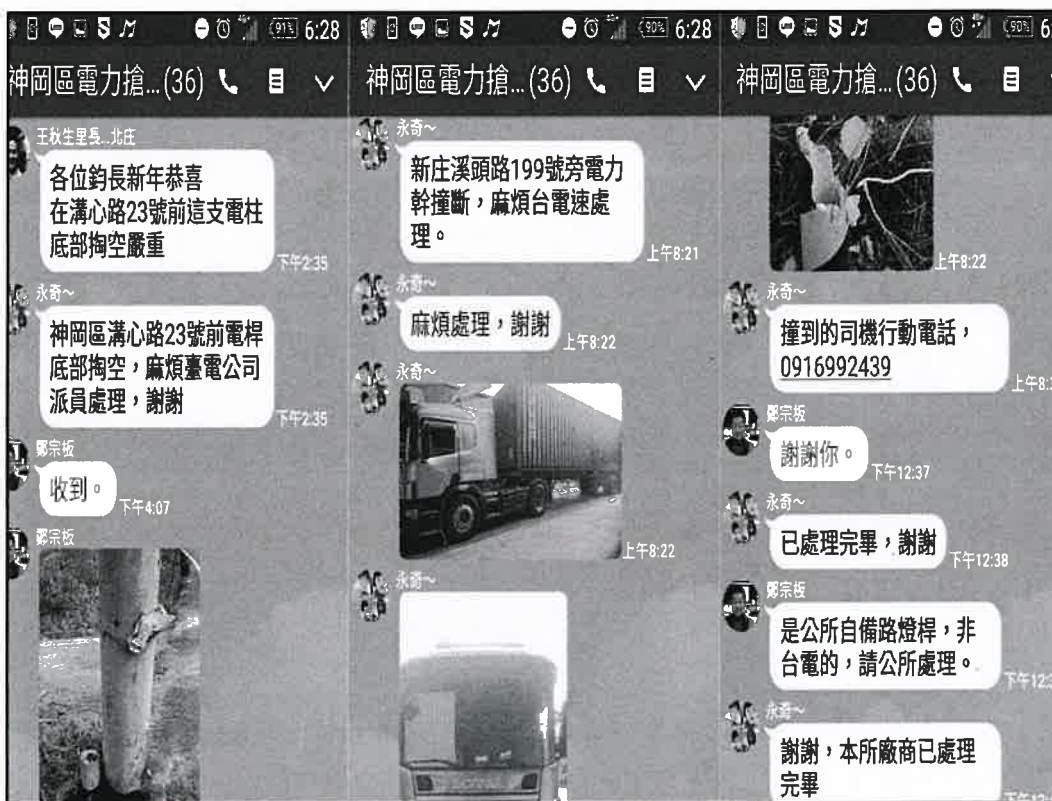 91%
6:28
神岡區電力搶...(36)
王秋生里長...北庄
各位鈞長新年恭喜
在溝心路23號前這支電柱
底部掏空嚴重
下午2:35
永奇~
神岡區溝心路23號前電桿
底部掏空，麻煩臺電公司
派員處理，謝謝
下午2:35
鄭宗板
收到。
下午4:07
鄭宗板
90%
6:28
神岡區電力搶...(36)
永奇~
新庄溪頭路199號旁電力
幹撞斷，麻煩台電速處
理。
上午8:21
永奇~
麻煩處理，謝謝
上午8:22
永奇~
上午8:22
永奇~
90%
神岡區電力搶...(36)
上午8:22
永奇~
撞到的司機行動電話，
0916992439
鄭宗板
謝謝你。
下午12:37
永奇~
已處理完畢，謝謝
下午12:38
鄭宗板
是公所自備路燈桿，非
台電的，請公所處理。
永奇~
謝謝，本所廠商已處理
完畢